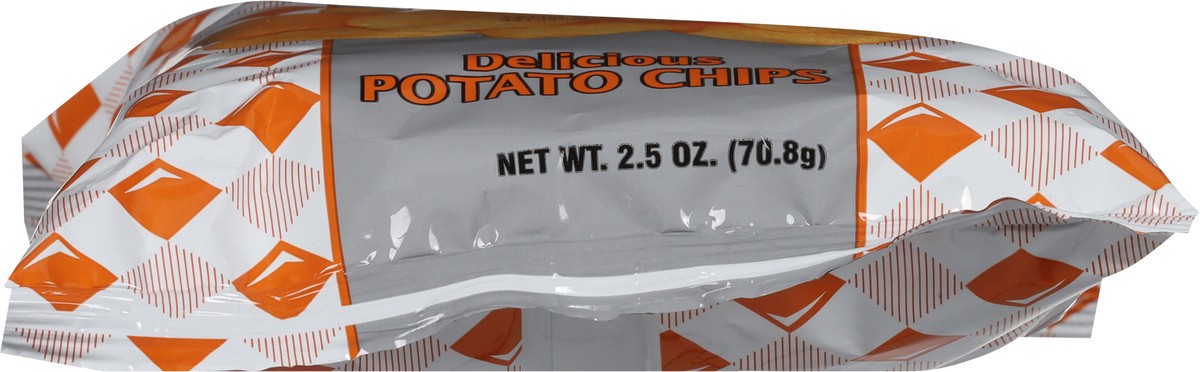 Delicious
POTATO CHIPS
NET WT. 2.5 OZ. (70.8g)